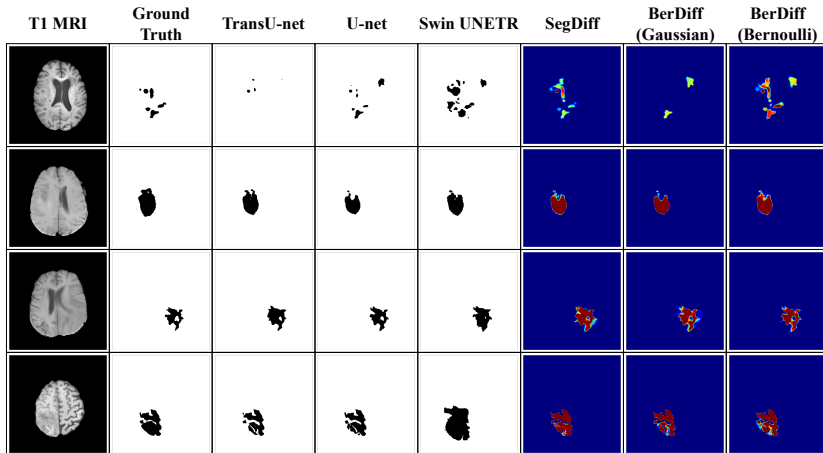 T1 MRI
Ground
Truth
TransU-net
U-net
Swin UNETR
SegDiff
BerDiff
(Gaussian)
BerDiff
(Bernoulli)